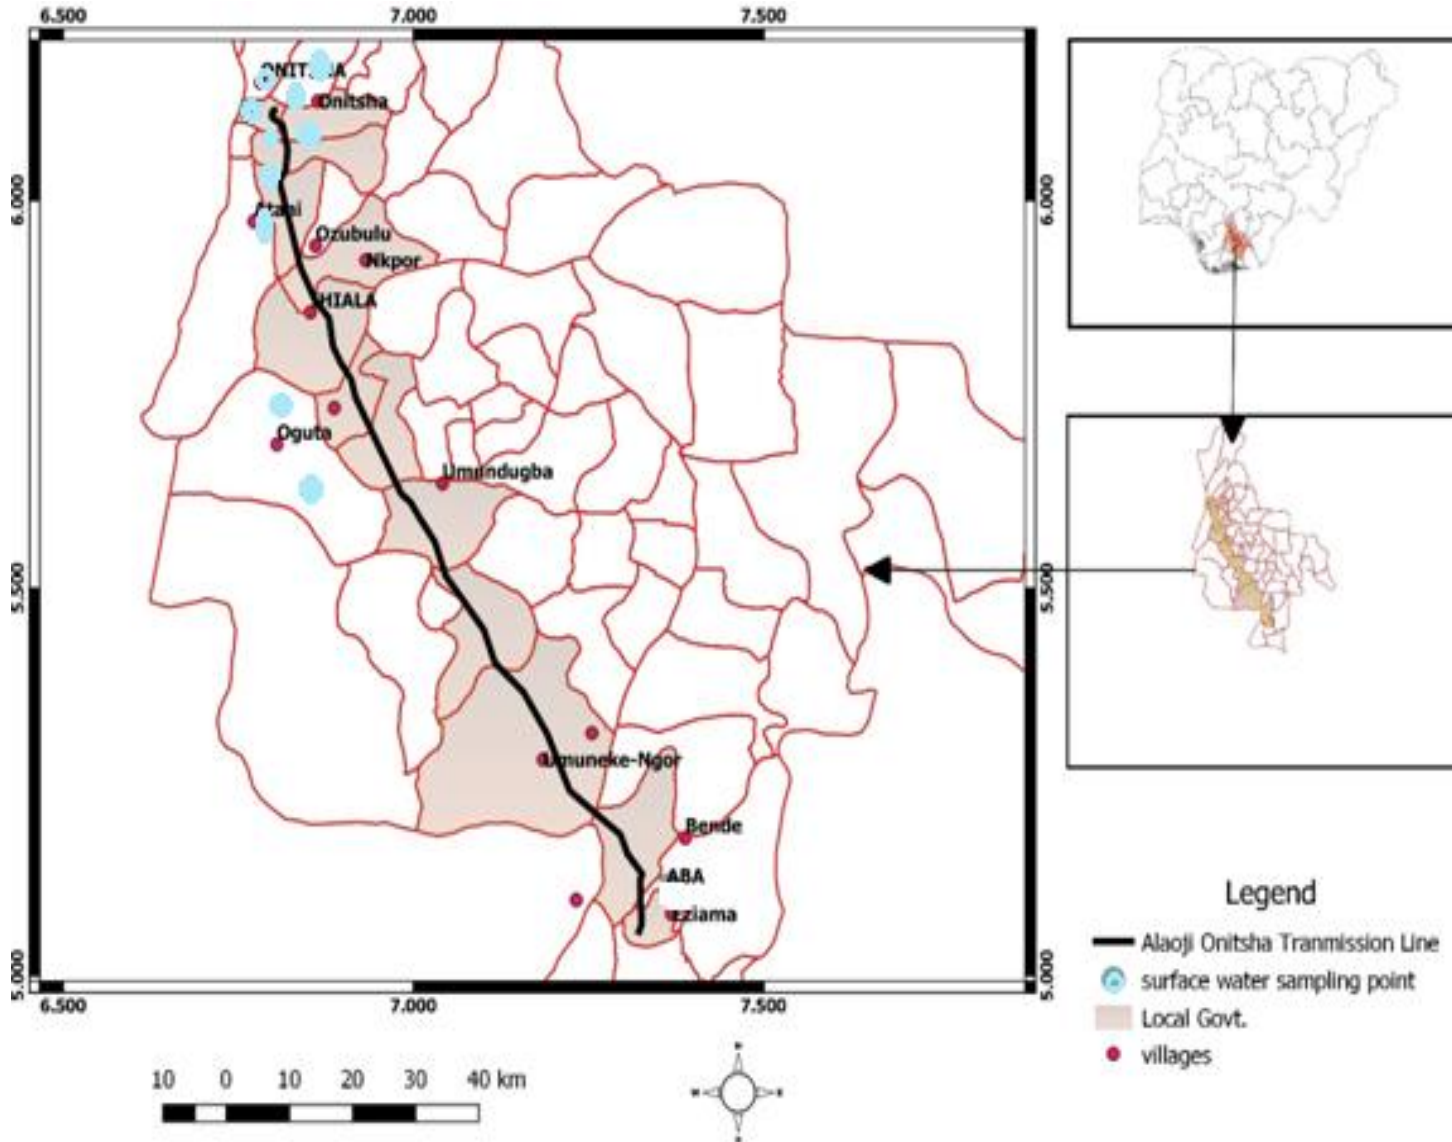 6.500 7.000 7.500
Onitsha
6.000 6.000
Ozubulu
Nkpor
HIALA
Oguta
Umundugba
5.500 5.500
Umuneke-Ngor
Bende
ABA
eziama
5.000 5.000
6.500 7.000 7.500
Legend
Alaoji Onitsha Tranmission Line
surface water sampling point
Local Govt.
villages
10 0 10 20 30 40 km